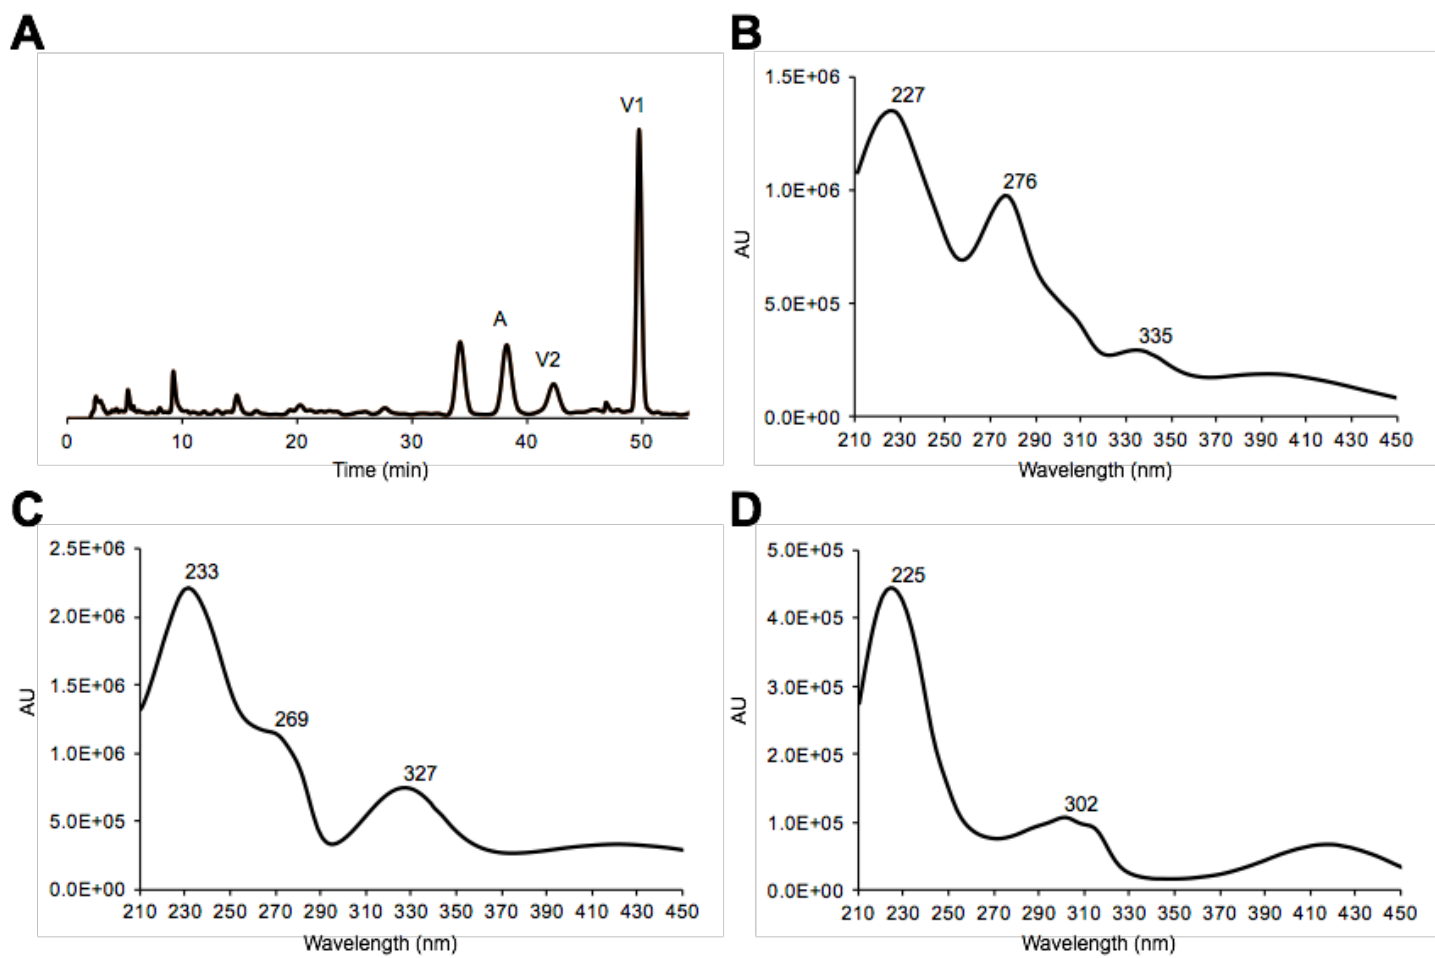 A
V1
A
V2
0 10 20 30 40 50
Time (min)
B
1.5E+06
1.0E+06
5.0E+05
0.0E+00
AU
227
276
335
210 230 250 270 290 310 330 350 370 390 410 430 450
Wavelength (nm)
C
2.5E+06
2.0E+06
1.5E+06
1.0E+06
5.0E+05
0.0E+00
AU
233
269
327
210 230 250 270 290 310 330 350 370 390 410 430 450
Wavelength (nm)
D
5.0E+05
4.0E+05
3.0E+05
2.0E+05
1.0E+05
0.0E+00
AU
225
302
210 230 250 270 290 310 330 350 370 390 410 430 450
Wavelength (nm)